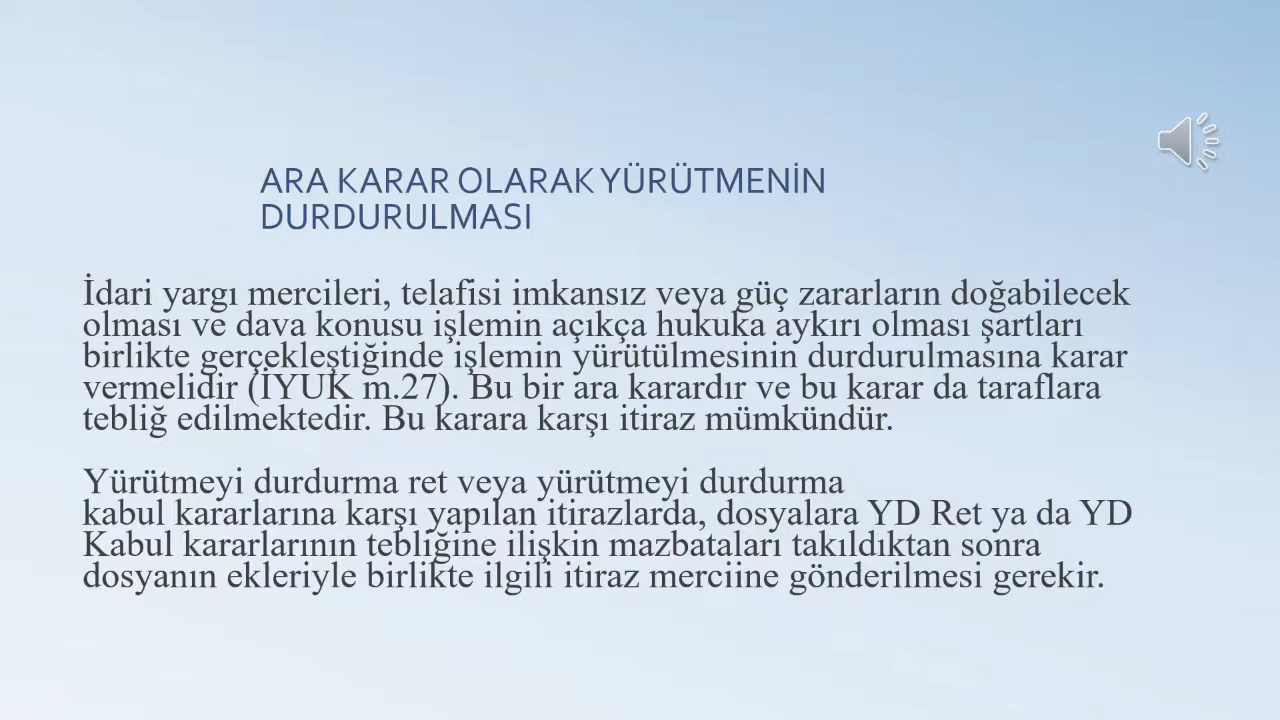 ARA KARAR OLARAK YÜRÜTMENİN
DURDURULMASI
İdari yargı mercileri, telafisi imkansız veya güç zararların doğabilecek
olması ve dava konusu işlemin açıkça hukuka aykırı olması şartları
birlikte gerçekleştiğinde işlemin yürütülmesinin durdurulmasına karar
vermelidir (İYUK m.27). Bu bir ara karardır ve bu karar da taraflara
tebliğ edilmektedir. Bu karara karşı itiraz mümkündür.
Yürütmeyi durdurma ret veya yürütmeyi durdurma
kabul kararlarına karşı yapılan itirazlarda, dosyalara YD Ret ya da YD
Kabul kararlarının tebliğine ilişkin mazbataları takıldıktan sonra
dosyanın ekleriyle birlikte ilgili itiraz merciine gönderilmesi gerekir.